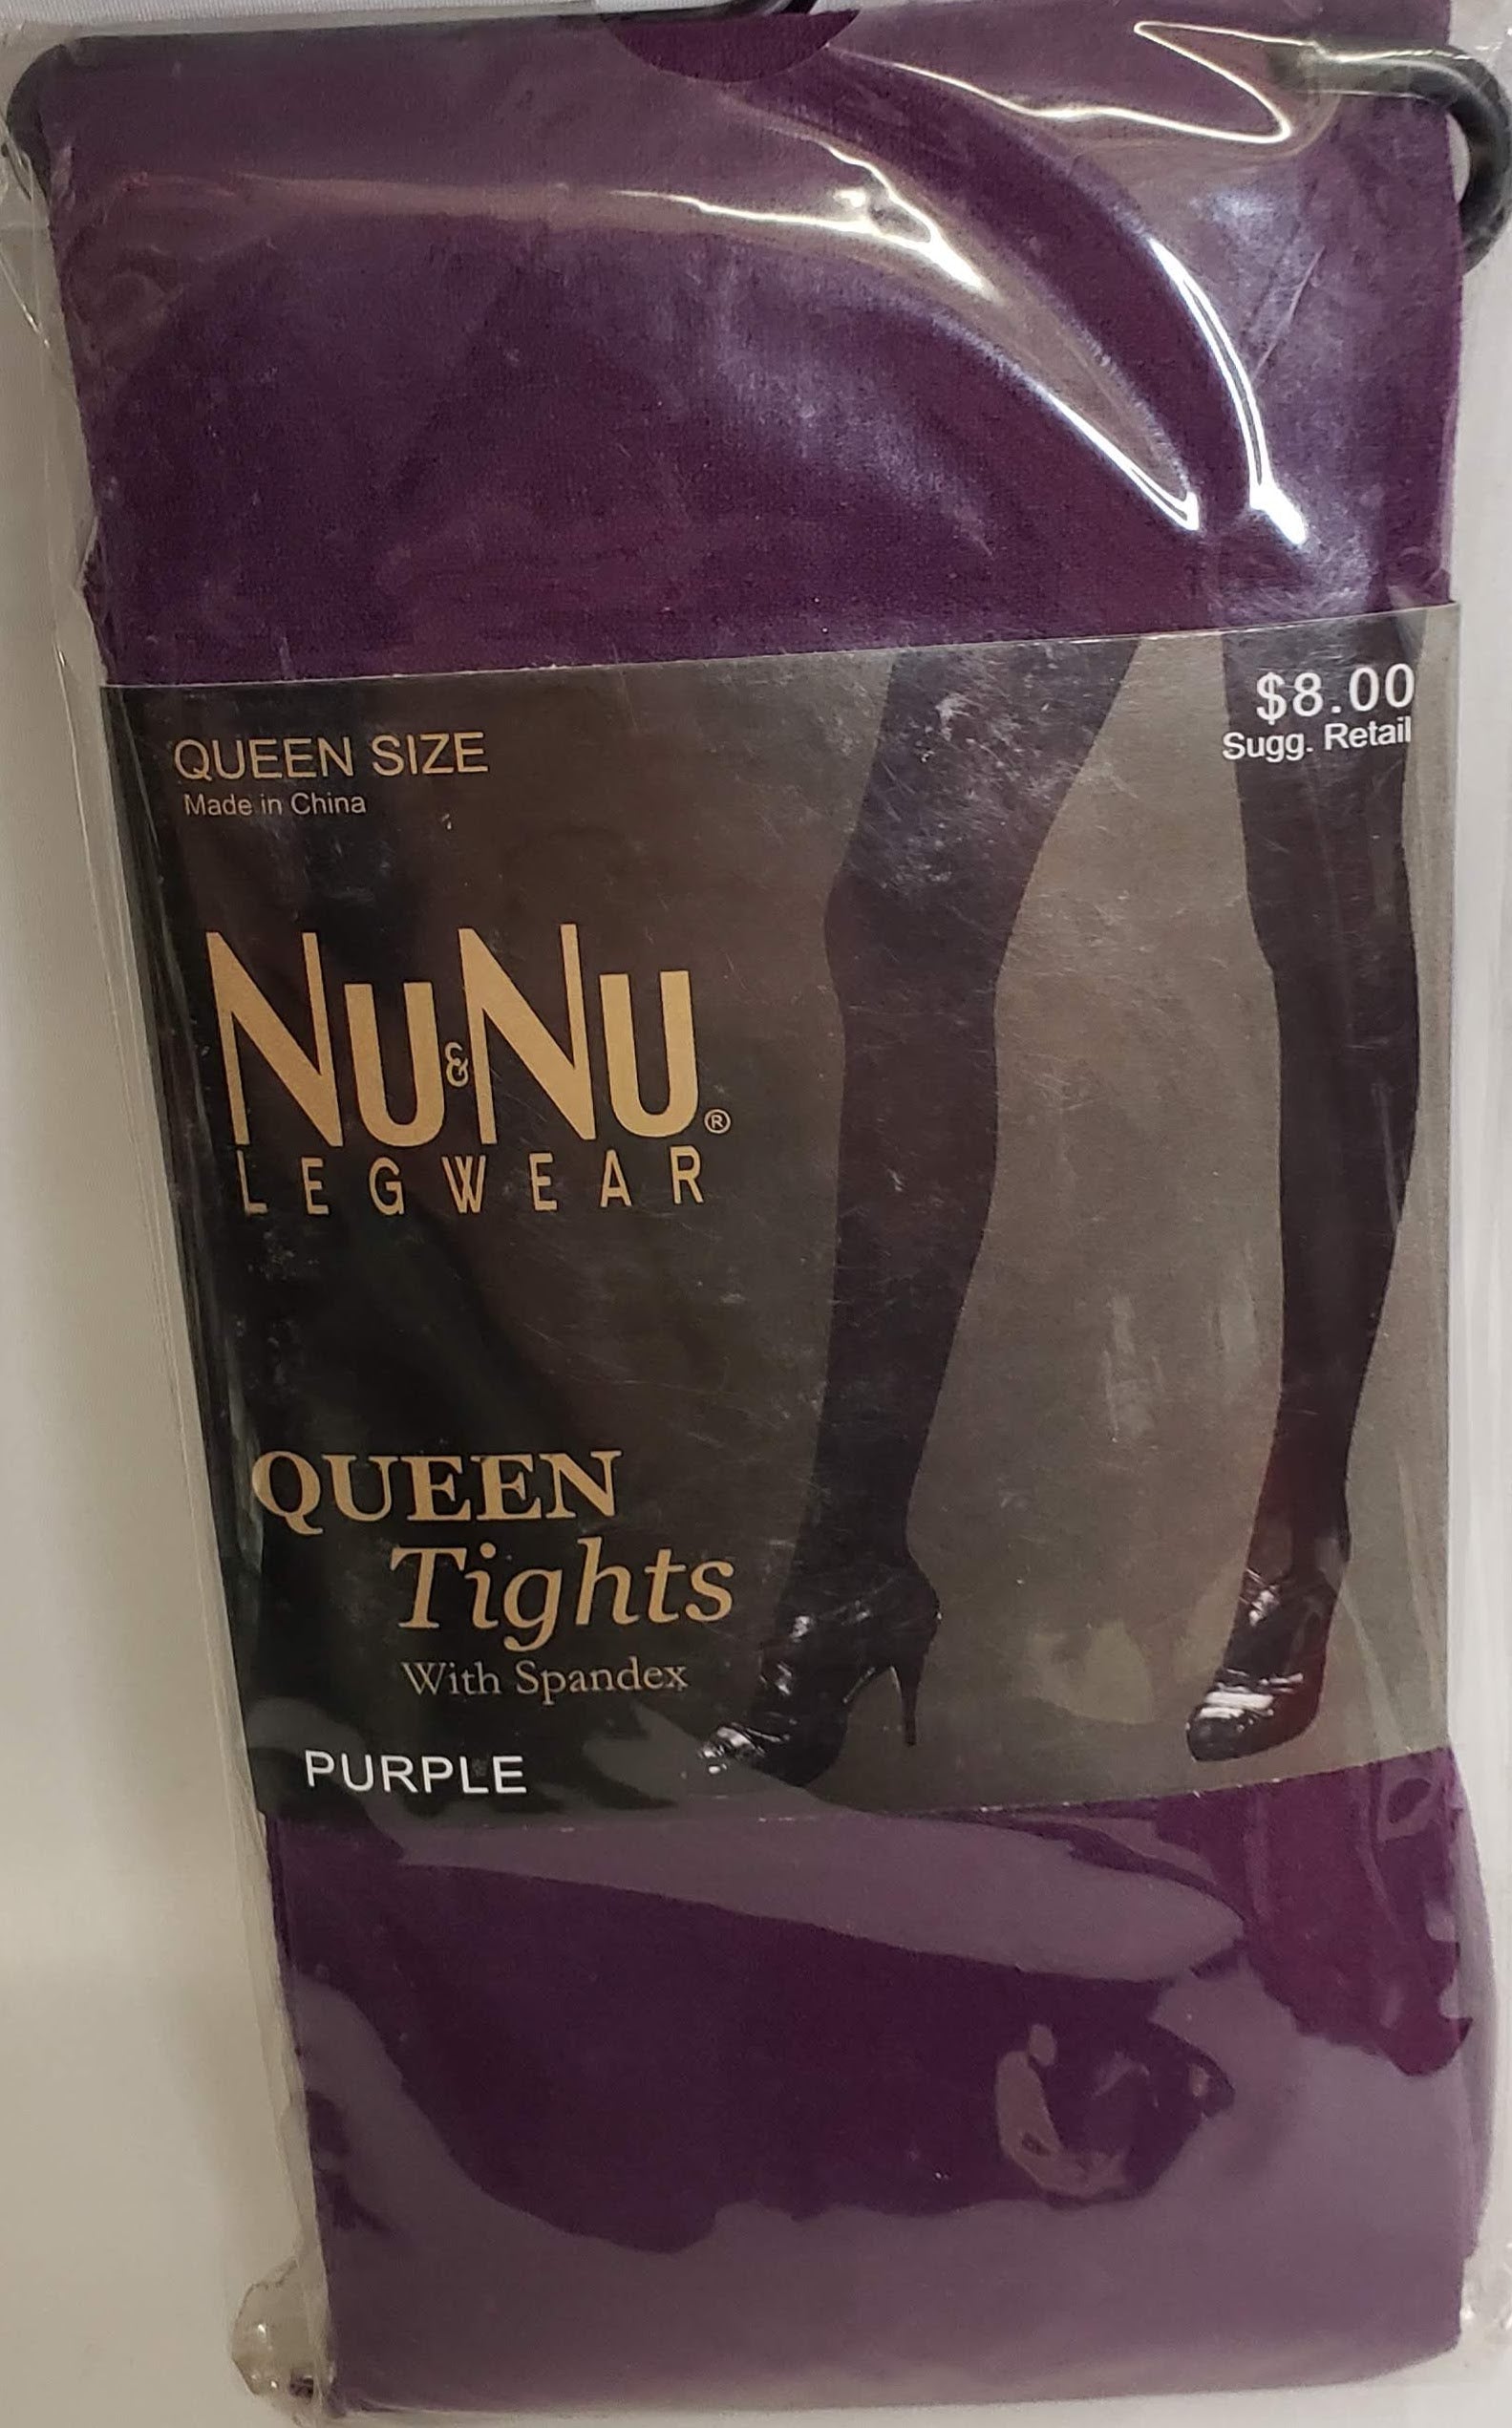 $8.00
Sugg. Retail
QUEEN SIZE
Made in China
NU&NU®
LEGWEAR
QUEEN
Tights
With Spandex
PURPLE